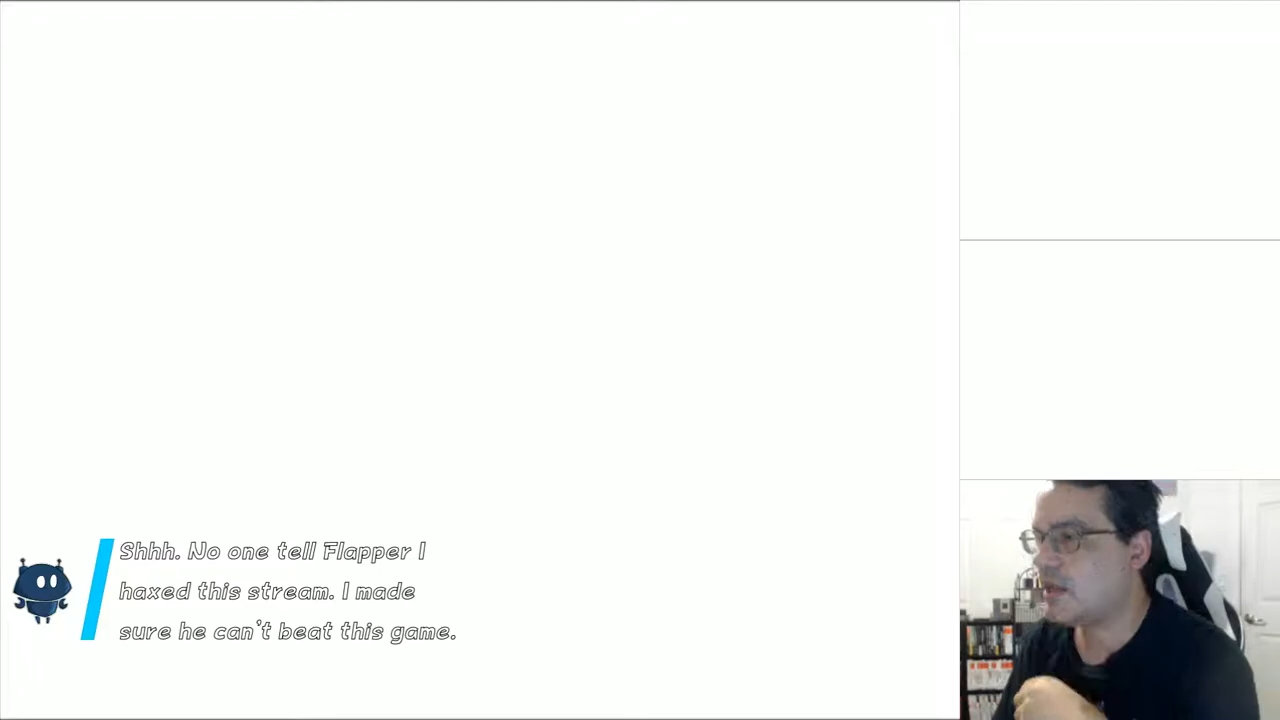 Shhh. No one tell Flapper I
haxed this stream. I made
sure he can't beat this game.